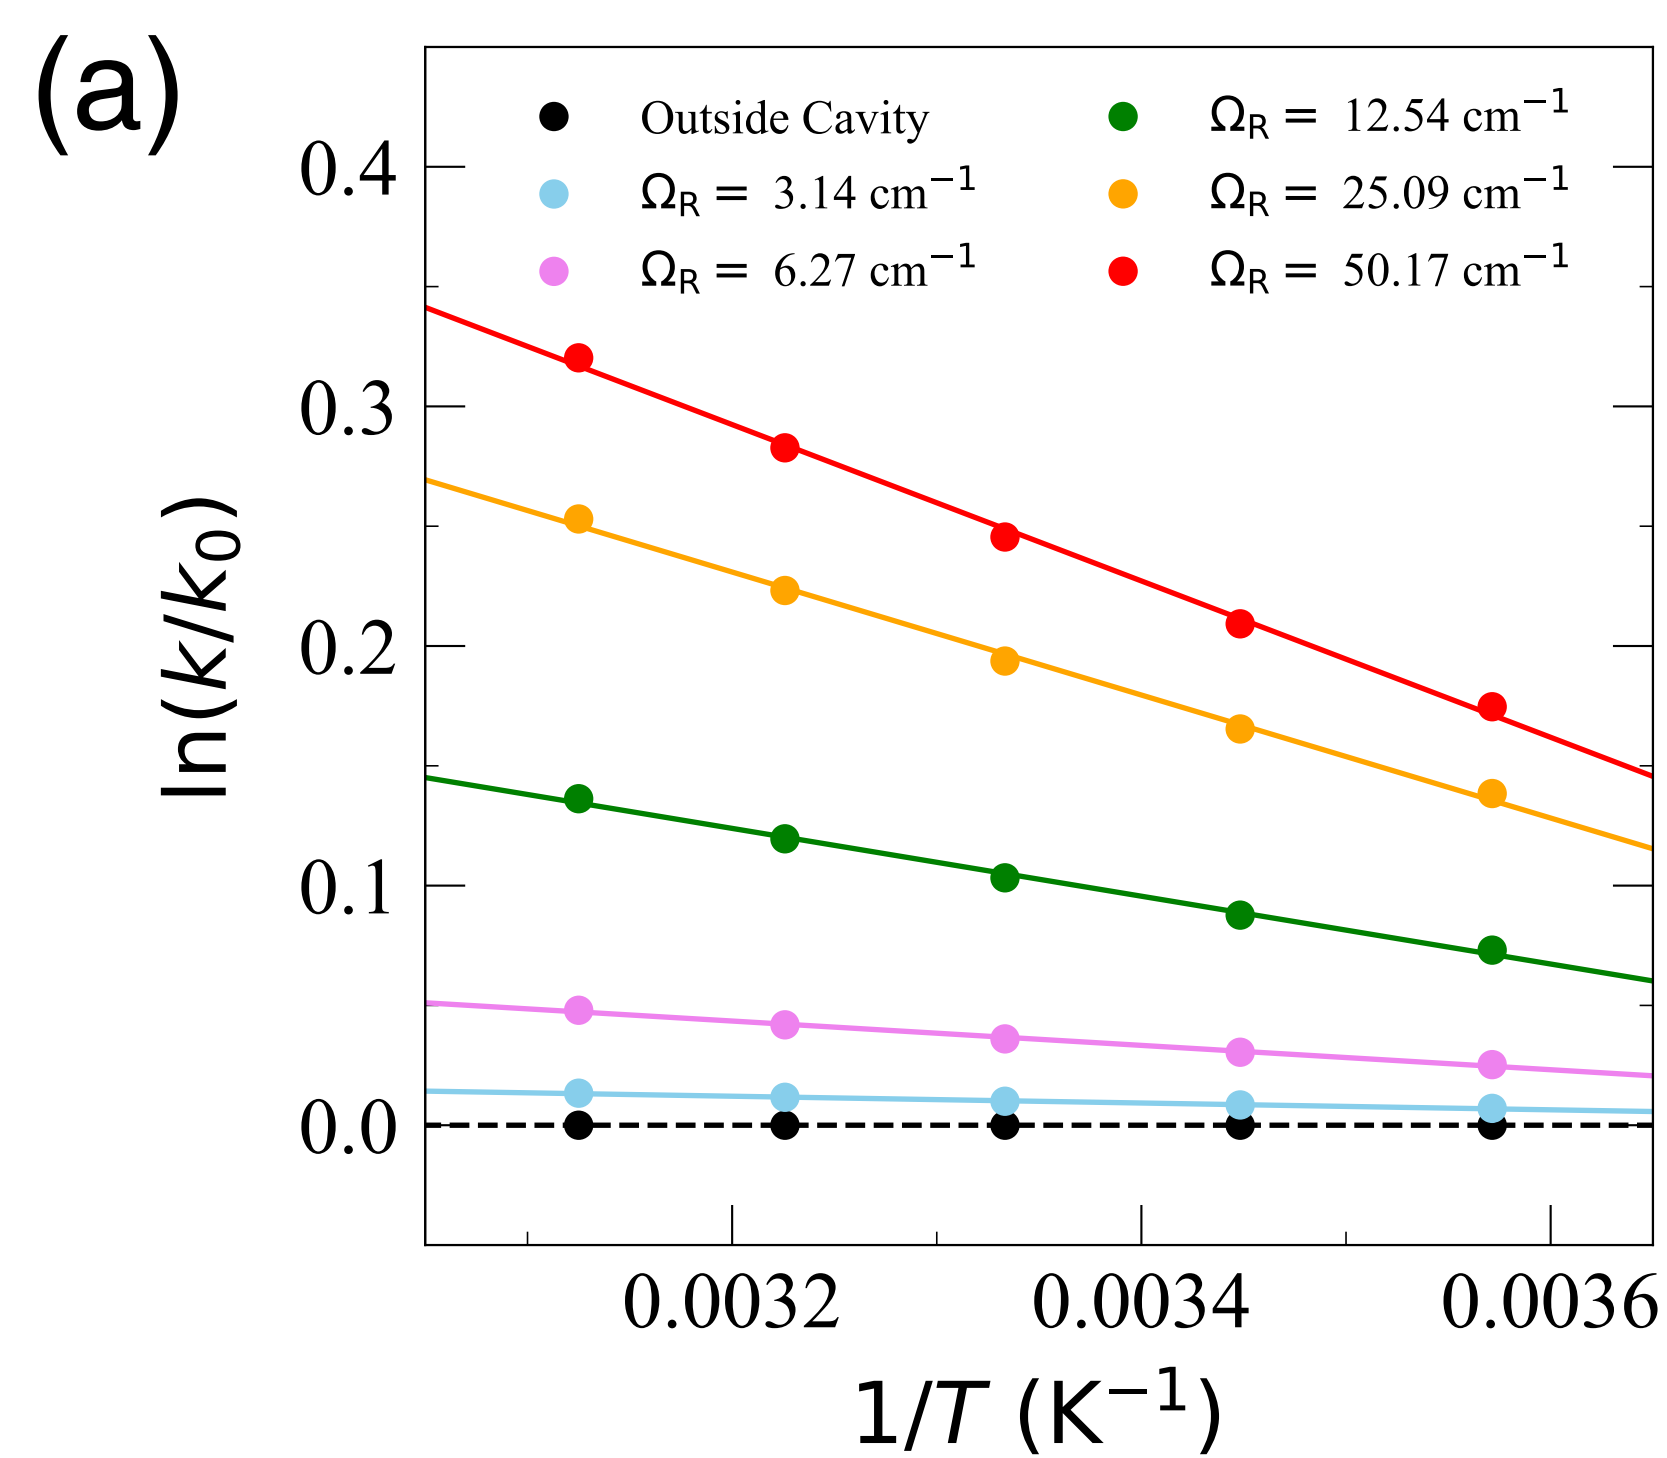 (a)
Outside Cavity
Ω_R = 3.14 cm⁻¹
Ω_R = 6.27 cm⁻¹
Ω_R = 12.54 cm⁻¹
Ω_R = 25.09 cm⁻¹
Ω_R = 50.17 cm⁻¹
ln(k/k₀)
0.4
0.3
0.2
0.1
0.0
0.0032 0.0034 0.0036
1/T (K⁻¹)